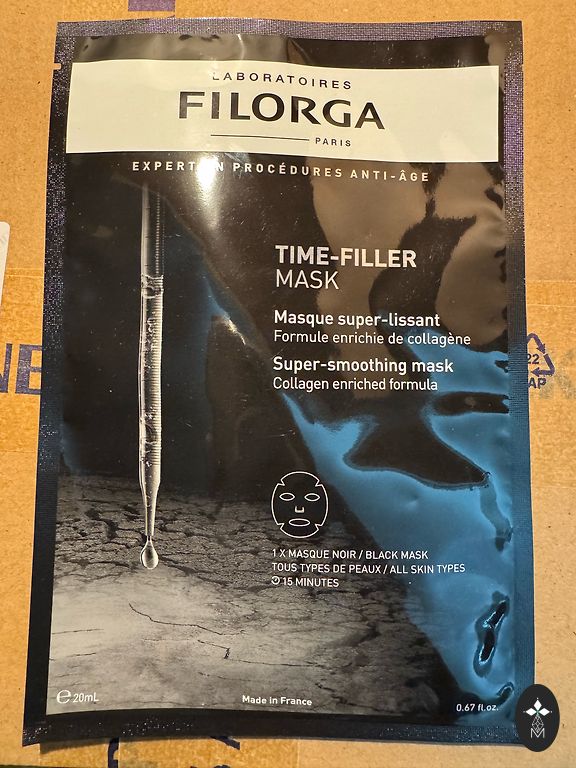 LABORATOIRES
FILORGA
PARIS
EXPERT EN PROCÉDURES ANTI-ÂGE
TIME-FILLER
MASK
Masque super-lissant
Formule enrichie de collagène
Super-smoothing mask
Collagen enriched formula
22
AP
1 X MASQUE NOIR / BLACK MASK
TOUS TYPES DE PEAUX / ALL SKIN TYPES
15 MINUTES
℮ 20mL
Made in France
0.67 fl.oz.
M